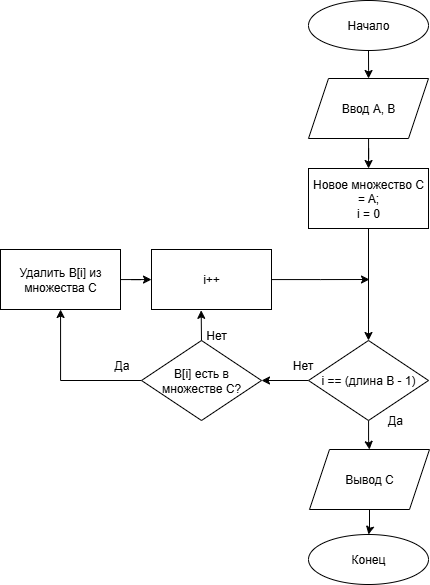 Начало
Ввод А, В
Новое множество С
= А;
i = 0
Удалить B[i] из
множества С
i++
Нет
Да
B[i] есть в
множестве С?
Нет
i == (длина В - 1)
Да
Вывод С
Конец